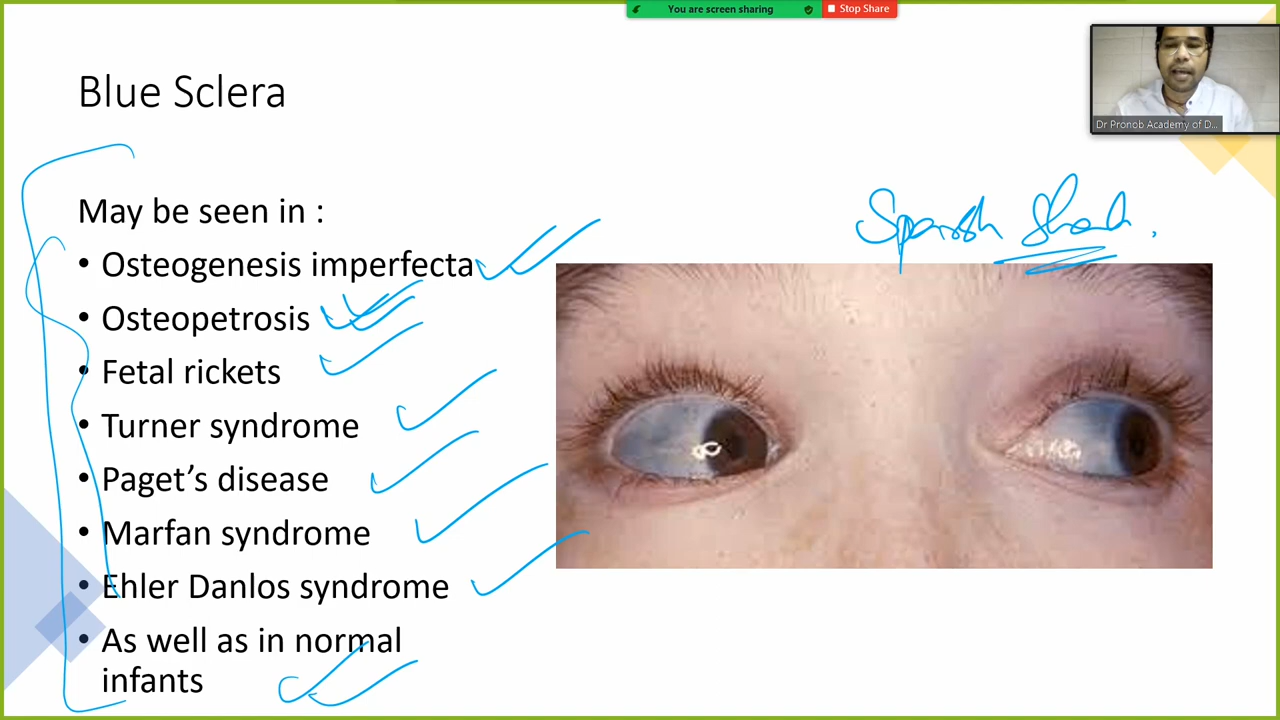 You are screen sharing
Stop Share
Dr Pronob Academy of D...
Blue Sclera
May be seen in :
• Osteogenesis imperfecta
• Osteopetrosis
• Fetal rickets
• Turner syndrome
• Paget’s disease
• Marfan syndrome
• Ehler Danlos syndrome
• As well as in normal
infants